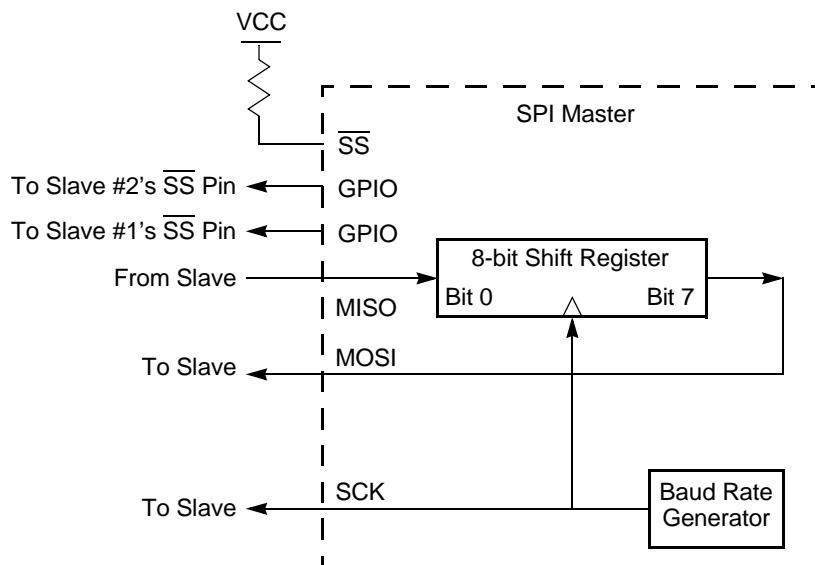 VCC
SPI Master
SS
To Slave #2's SS Pin
GPIO
To Slave #1's SS Pin
GPIO
8-bit Shift Register
From Slave
Bit 0
Bit 7
MISO
MOSI
To Slave
SCK
To Slave
Baud Rate
Generator